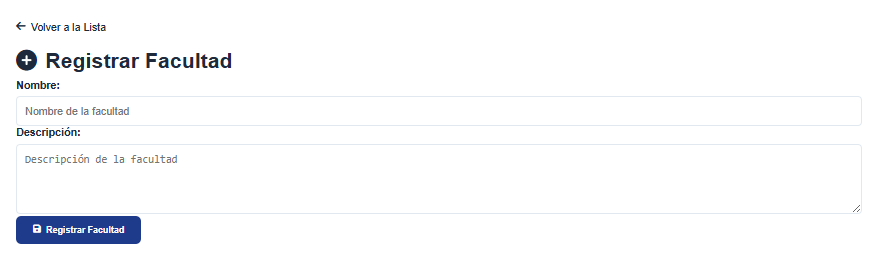 Volver a la Lista
Registrar Facultad
Nombre:
Nombre de la facultad
Descripción:
Descripción de la facultad
Registrar Facultad